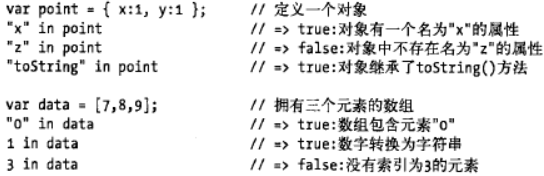 var point = { x:1, y:1 };       // 定义一个对象
"x" in point                    // => true:对象有一个名为"x"的属性
"z" in point                    // => false:对象中不存在名为"z"的属性
"toString" in point             // => true:对象继承了toString()方法
var data = [7,8,9];             // 拥有三个元素的数组
"0" in data                     // => true:数组包含元素"0"
1 in data                       // => true:数字转换为字符串
3 in data                       // => false:没有索引为3的元素